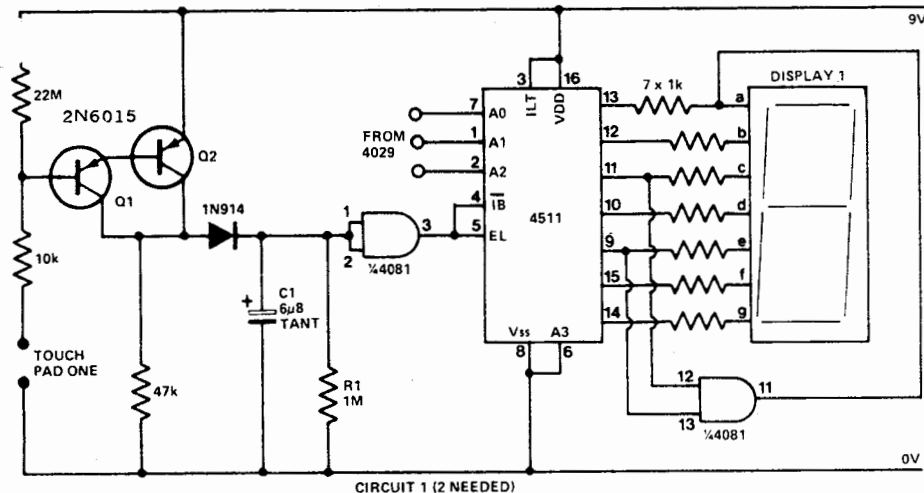 9V
DISPLAY 1
22M
2N6015
Q2
Q1
1N914
10k
TOUCH
PAD ONE
47k
C1
6µ8
TANT
+
R1
1M
1
2
3
¼4081
FROM
4029
7
1
2
4
5
A0
A1
A2
IB
EL
3
16
ILT
VDD
4511
Vss
A3
8
6
13
12
11
10
9
15
14
7 x 1k
a
b
c
d
e
f
g
12
13
11
¼4081
0V
CIRCUIT 1 (2 NEEDED)